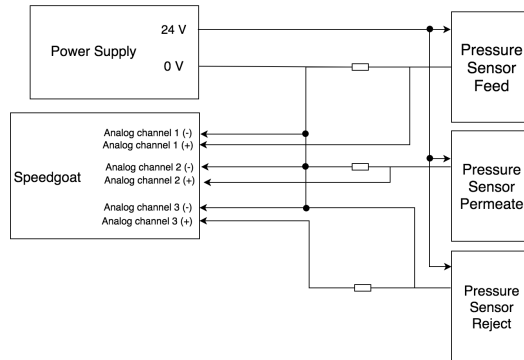 24 V
Power Supply
0 V
Pressure
Sensor
Feed
Analog channel 1 (-)
Analog channel 1 (+)
Speedgoat
Analog channel 2 (-)
Analog channel 2 (+)
Analog channel 3 (-)
Analog channel 3 (+)
Pressure
Sensor
Permeate
Pressure
Sensor
Reject